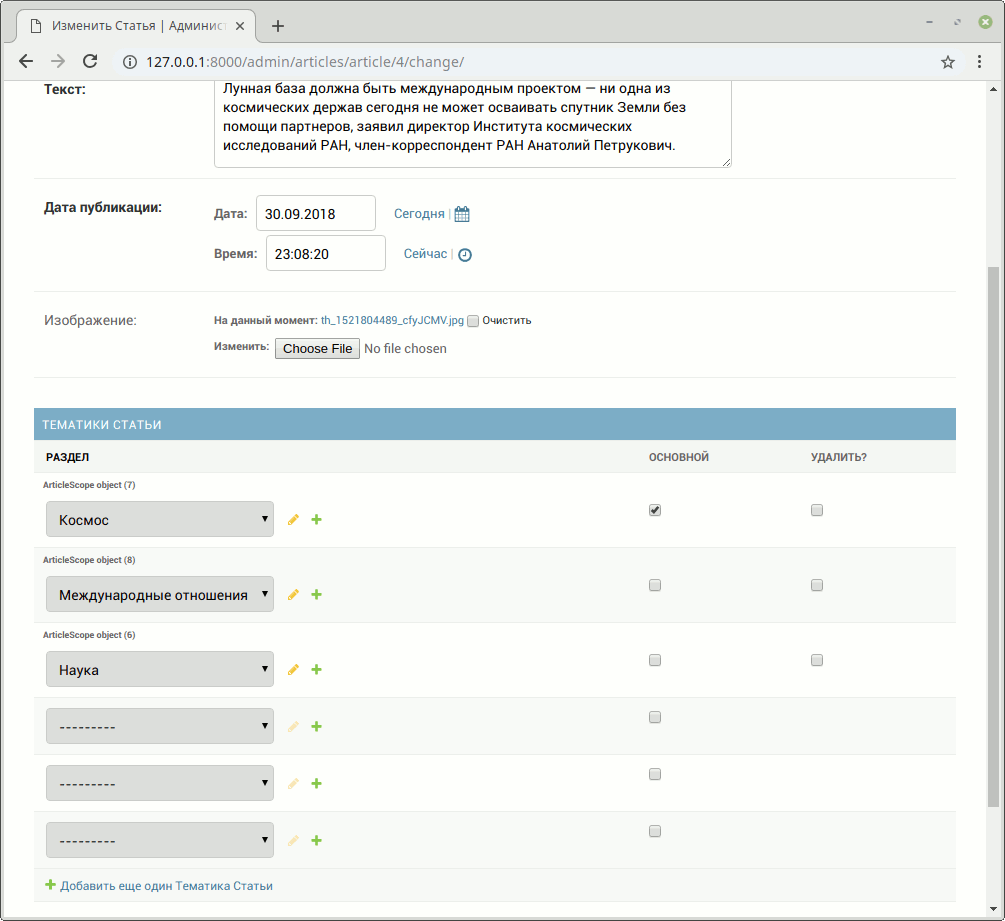 Изменить Статья | Админист
127.0.0.1:8000/admin/articles/article/4/change/
Текст:
Лунная база должна быть международным проектом — ни одна из
космических держав сегодня не может осваивать спутник Земли без
помощи партнеров, заявил директор Института космических
исследований РАН, член-корреспондент РАН Анатолий Петрукович.
Дата публикации:
Дата: 30.09.2018 Сегодня |
Время: 23:08:20 Сейчас |
Изображение:
На данный момент: th_1521804489_cfyJCMV.jpg Очистить
Изменить: Choose File No file chosen
ТЕМАТИКИ СТАТЬИ
РАЗДЕЛ ОСНОВНОЙ УДАЛИТЬ?
ArticleScope object (7)
Космос
ArticleScope object (8)
Международные отношения
ArticleScope object (6)
Наука
---------
---------
---------
Добавить еще один Тематика Статьи